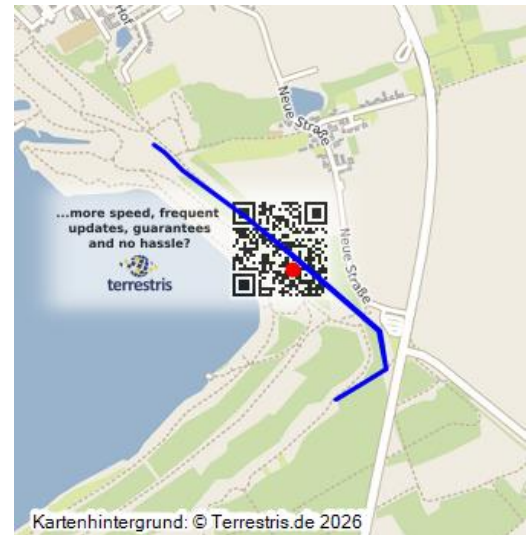 Hof
Neue Straße
...more speed, frequent
updates, guarantees
and no hassle?
terrestris
Neue Straße
Kartenhintergrund: © Terrestris.de 2026